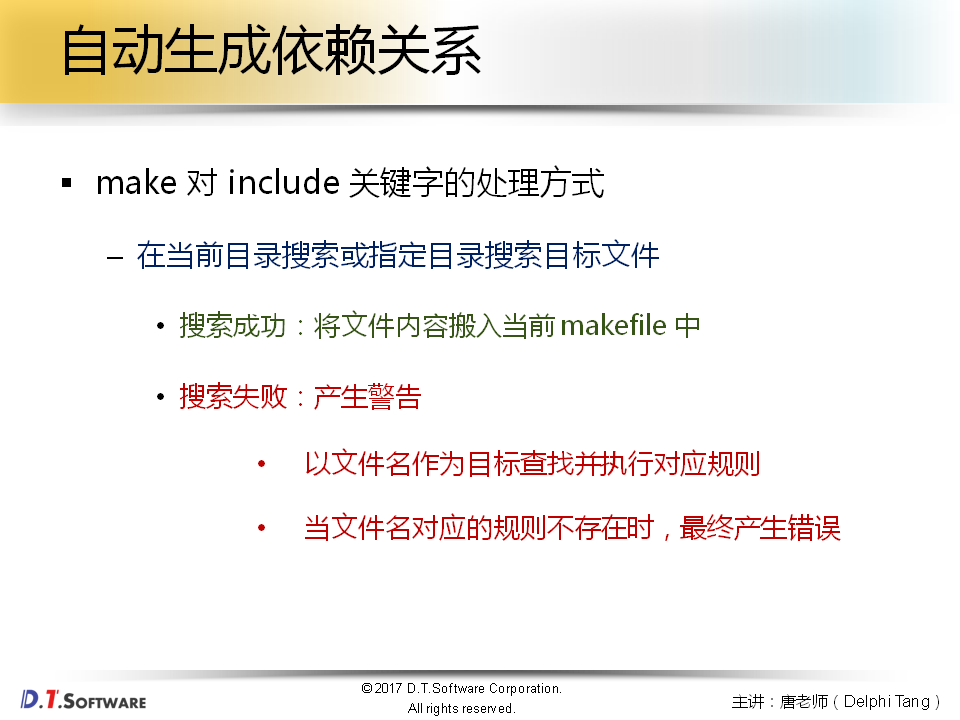 自动生成依赖关系
make 对 include 关键字的处理方式
– 在当前目录搜索或指定目录搜索目标文件
• 搜索成功：将文件内容搬入当前 makefile 中
• 搜索失败：产生警告
• 以文件名作为目标查找并执行对应规则
• 当文件名对应的规则不存在时，最终产生错误
D.T.SOFTWARE
©2017 D.T.Software Corporation.
All rights reserved.
主讲：唐老师（Delphi Tang）